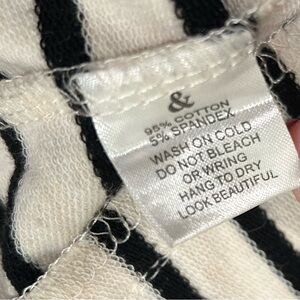 &
95% COTTON
5% SPANDEX
WASH ON COLD
DO NOT BLEACH
OR WRING
HANG TO DRY
LOOK BEAUTIFUL